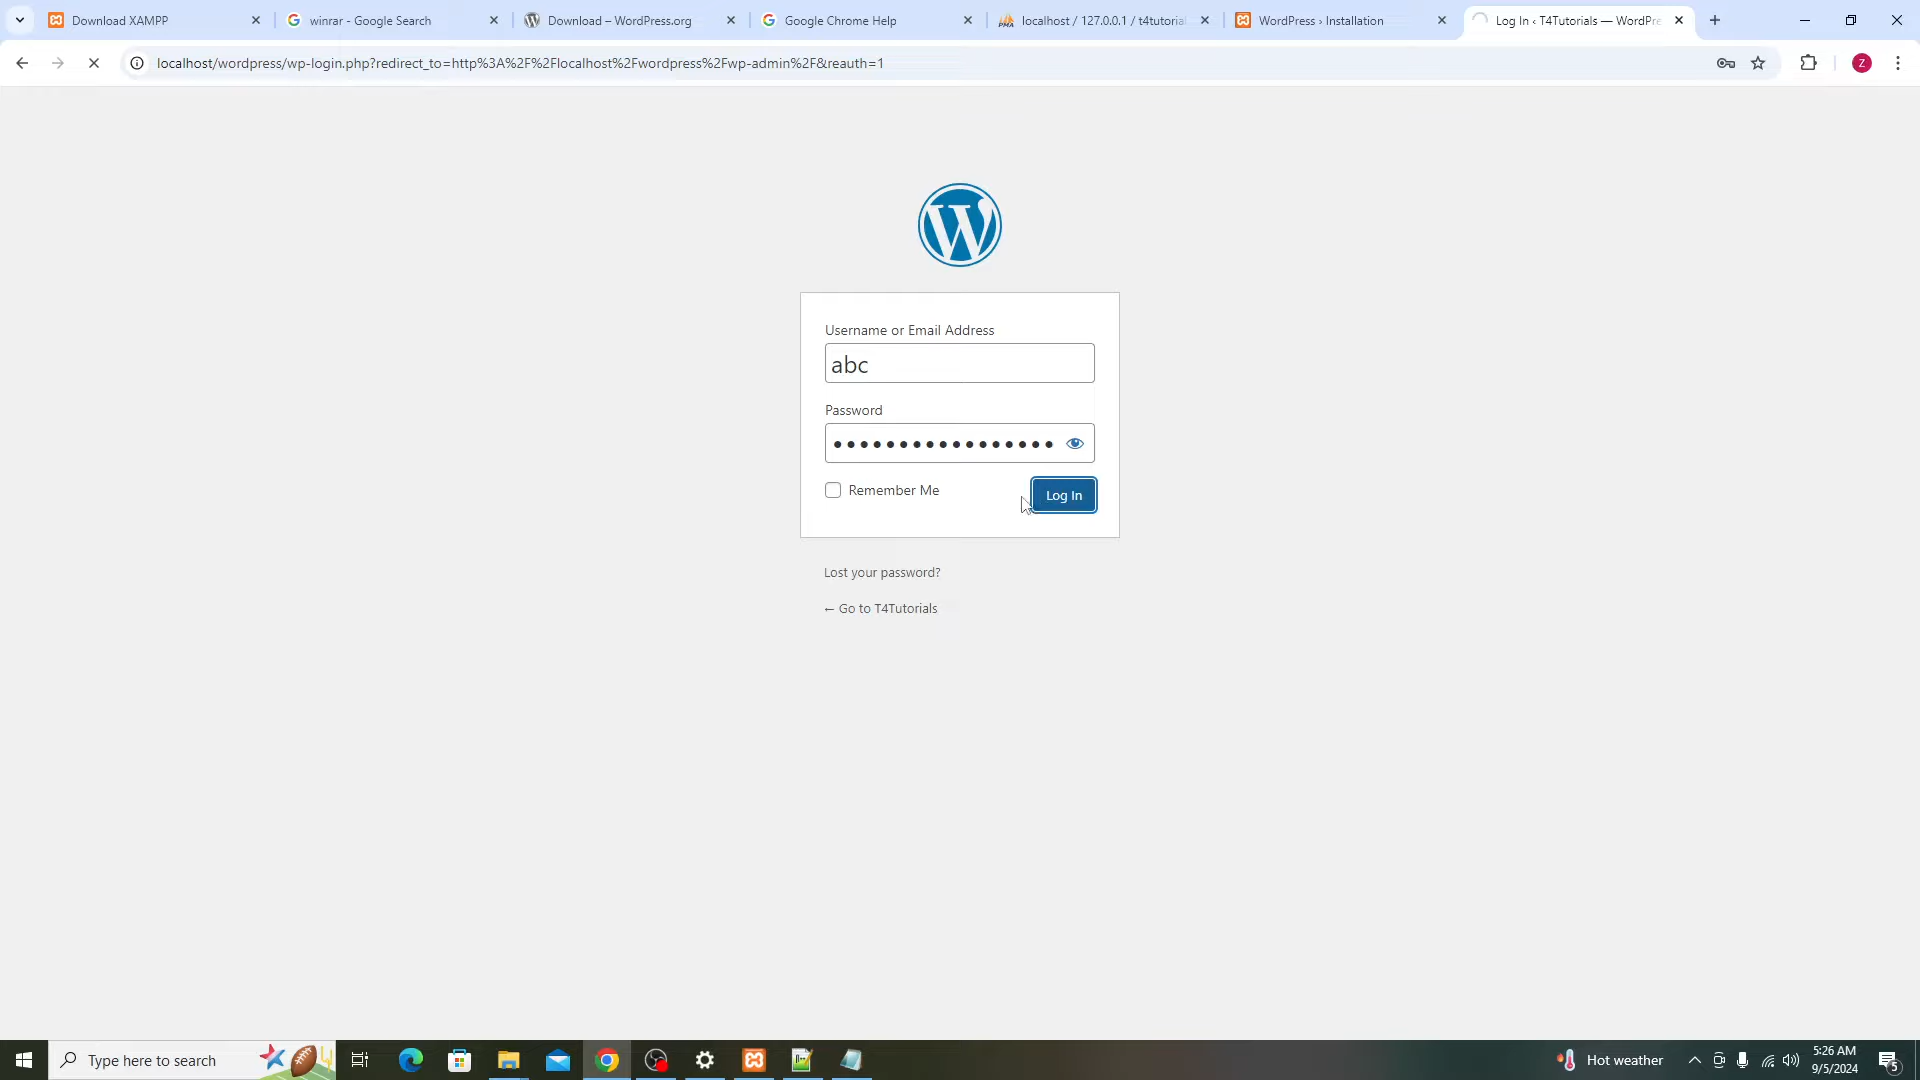 Download XAMPP
winrar - Google Search
Download – WordPress.org
Google Chrome Help
localhost / 127.0.0.1 / t4tutorial
WordPress › Installation
Log In ‹ T4Tutorials — WordPre
localhost/wordpress/wp-login.php?redirect_to=http%3A%2F%2Flocalhost%2Fwordpress%2Fwp-admin%2F&reauth=1
Z
Username or Email Address
abc
Password
Remember Me
Log In
Lost your password?
← Go to T4Tutorials
Type here to search
Hot weather
5:26 AM
9/5/2024
5